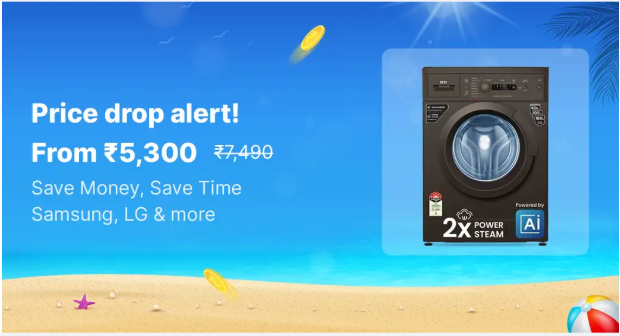 Price drop alert!
From ₹5,300 ₹7,490
Save Money, Save Time
Samsung, LG & more
Powered by
Ai
2x POWER
STEAM